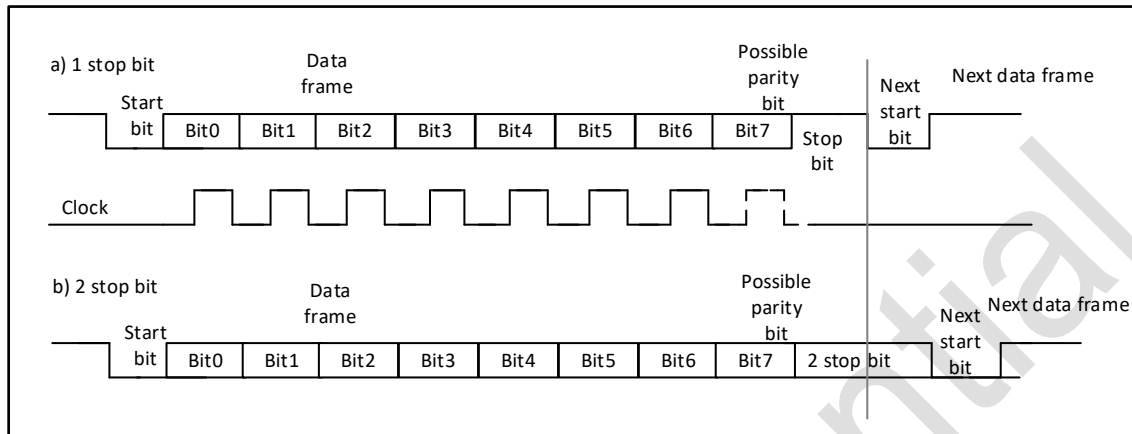 a) 1 stop bit
Data
frame
Possible
parity
bit
Next data frame
Start
bit
Bit0 Bit1 Bit2 Bit3 Bit4 Bit5 Bit6 Bit7
Stop
bit
Next
start
bit
Clock
b) 2 stop bit
Data
frame
Possible
parity
bit
Next data frame
Start
bit
Bit0 Bit1 Bit2 Bit3 Bit4 Bit5 Bit6 Bit7 2 stop bit
Next
start
bit
ntial